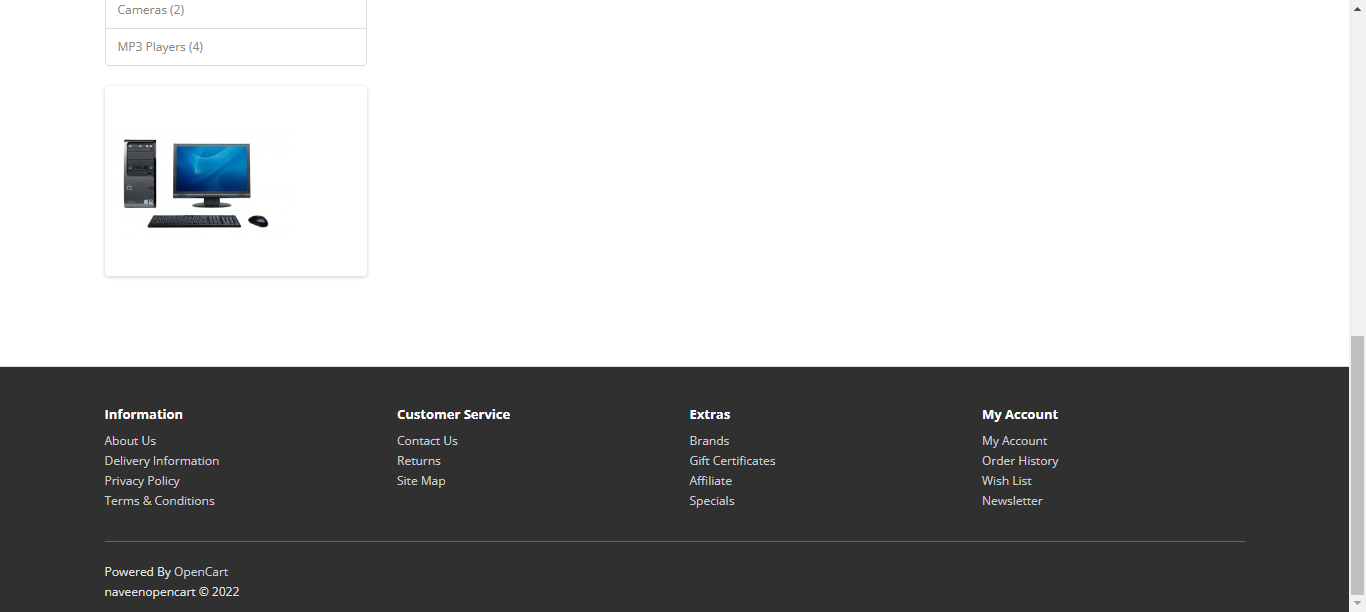 Cameras (2)
MP3 Players (4)
Information
About Us
Delivery Information
Privacy Policy
Terms & Conditions
Customer Service
Contact Us
Returns
Site Map
Extras
Brands
Gift Certificates
Affiliate
Specials
My Account
My Account
Order History
Wish List
Newsletter
Powered By OpenCart
naveenopencart © 2022